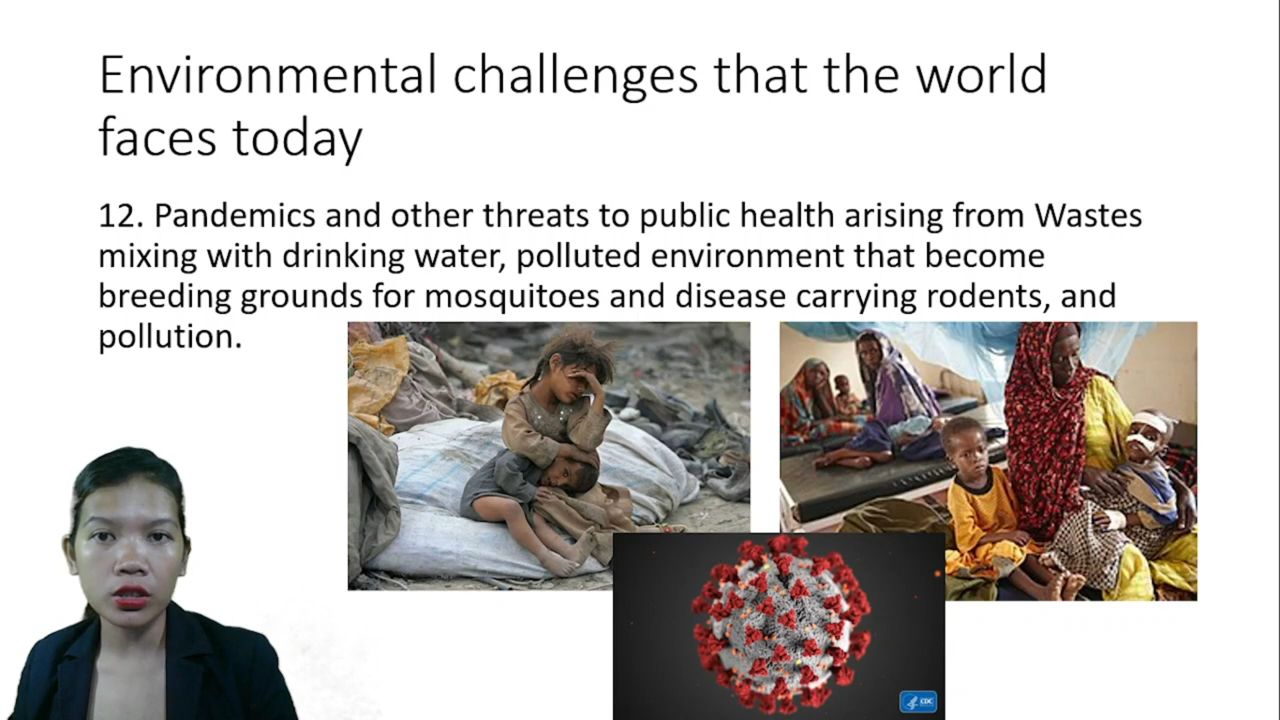 Environmental challenges that the world
faces today
12. Pandemics and other threats to public health arising from Wastes
mixing with drinking water, polluted environment that become
breeding grounds for mosquitoes and disease carrying rodents, and
pollution.
CDC